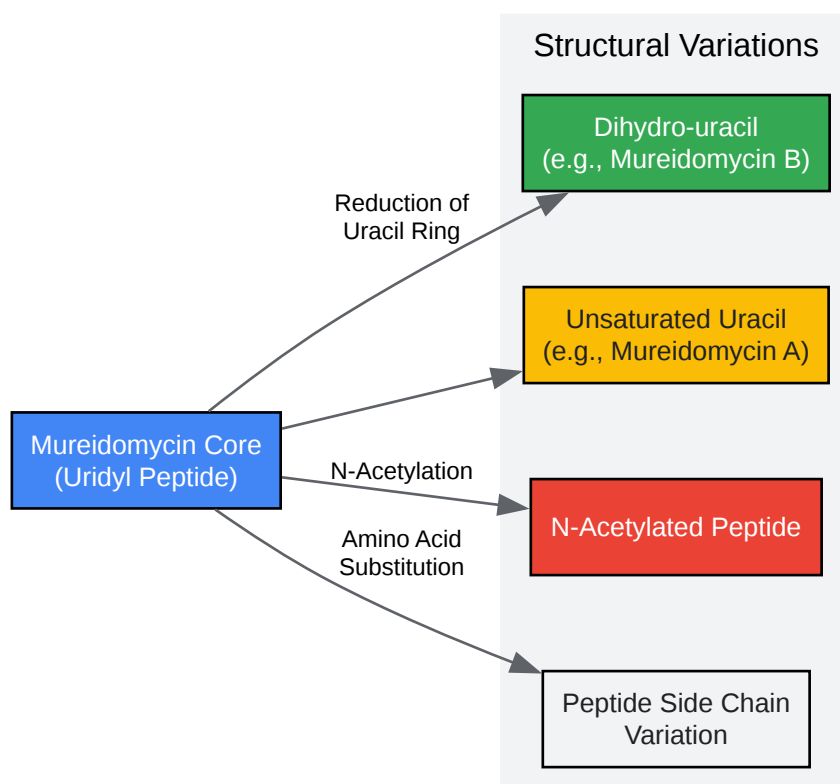 Structural Variations
Dihydro-uracil
(e.g., Mureidomycin B)
Reduction of
Uracil Ring
Unsaturated Uracil
(e.g., Mureidomycin A)
Mureidomycin Core
(Uridyl Peptide)
N-Acetylation
N-Acetylated Peptide
Amino Acid
Substitution
Peptide Side Chain
Variation